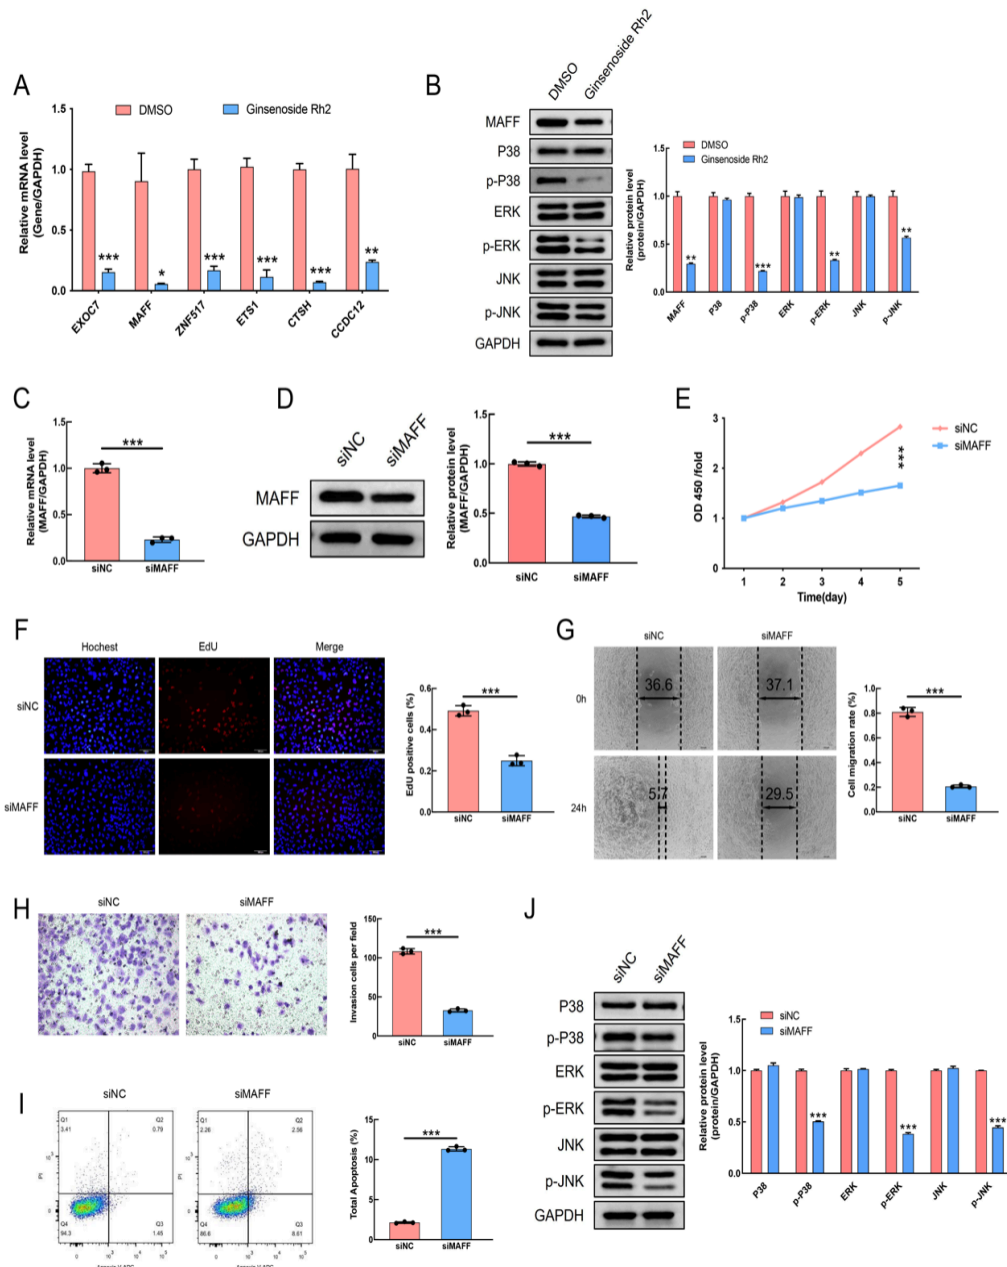 A
DMSO
Ginsenoside Rh2
Relative mRNA level
(Gene/GAPDH)
1.5
1.0
0.5
0.0
***
*
***
***
***
**
EXOC7
MAFF
ZNF517
ETS1
CTSH
CCDC12
B
DMSO
Ginsenoside Rh2
MAFF
P38
p-P38
ERK
p-ERK
JNK
p-JNK
GAPDH
DMSO
Ginsenoside Rh2
Relative protein level
(protein/GAPDH)
1.5
1.0
0.5
0.0
**
***
**
**
MAFF
P38
p-P38
ERK
p-ERK
JNK
p-JNK
C
Relative mRNA level
(MAFF/GAPDH)
1.5
1.0
0.5
0.0
***
siNC
siMAFF
D
siNC
siMAFF
MAFF
GAPDH
Relative protein level
(MAFF/GAPDH)
1.5
1.0
0.5
0.0
***
siNC
siMAFF
E
OD 450 /fold
3
2
1
0
1
2
3
4
5
Time(day)
siNC
siMAFF
***
F
Hochest
EdU
Merge
siNC
siMAFF
EdU positive cells (%)
0.6
0.4
0.2
0.0
***
siNC
siMAFF
G
siNC
siMAFF
0h
36.6
37.1
24h
5.7
29.5
Cell migration rate (%)
1.0
0.8
0.6
0.4
0.2
0.0
***
siNC
siMAFF
H
siNC
siMAFF
Invasion cells per field
150
100
50
0
***
siNC
siMAFF
I
siNC
siMAFF
Q1
3.41
Q2
0.79
Q4
94.3
Q3
1.45
PI
Q1
2.26
Q2
2.56
Q4
86.6
Q3
8.61
PI
Total Apoptosis (%)
15
10
5
0
***
siNC
siMAFF
J
siNC
siMAFF
P38
p-P38
ERK
p-ERK
JNK
p-JNK
GAPDH
siNC
siMAFF
Relative protein level
(protein/GAPDH)
1.5
1.0
0.5
0.0
***
***
***
P38
p-P38
ERK
p-ERK
JNK
p-JNK